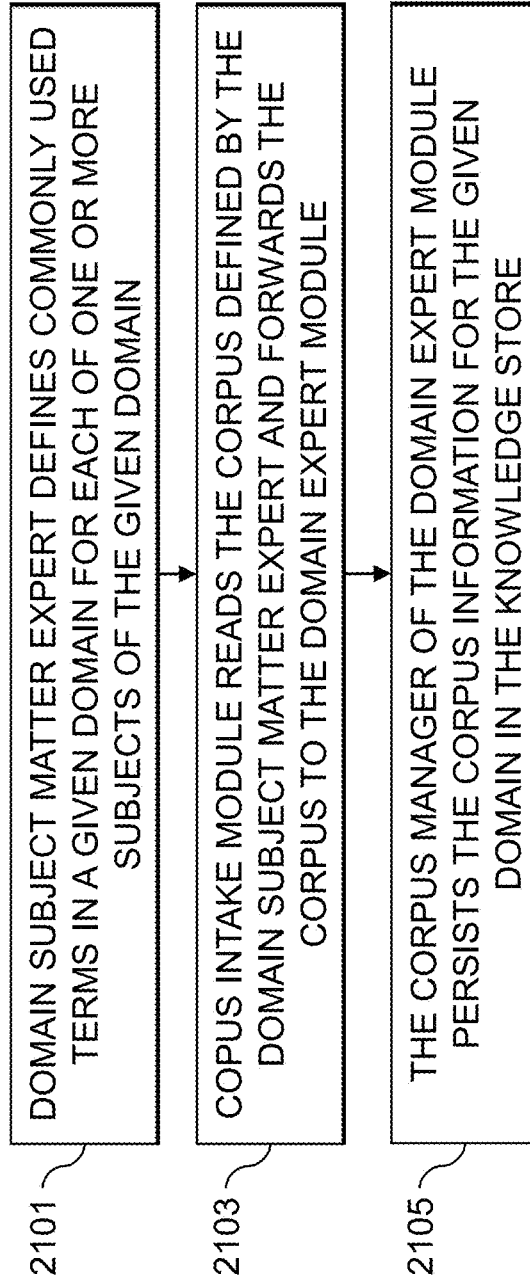 2101
DOMAIN SUBJECT MATTER EXPERT DEFINES COMMONLY USED
TERMS IN A GIVEN DOMAIN FOR EACH OF ONE OR MORE
SUBJECTS OF THE GIVEN DOMAIN
2103
COPUS INTAKE MODULE READS THE CORPUS DEFINED BY THE
DOMAIN SUBJECT MATTER EXPERT AND FORWARDS THE
CORPUS TO THE DOMAIN EXPERT MODULE
2105
THE CORPUS MANAGER OF THE DOMAIN EXPERT MODULE
PERSISTS THE CORPUS INFORMATION FOR THE GIVEN
DOMAIN IN THE KNOWLEDGE STORE